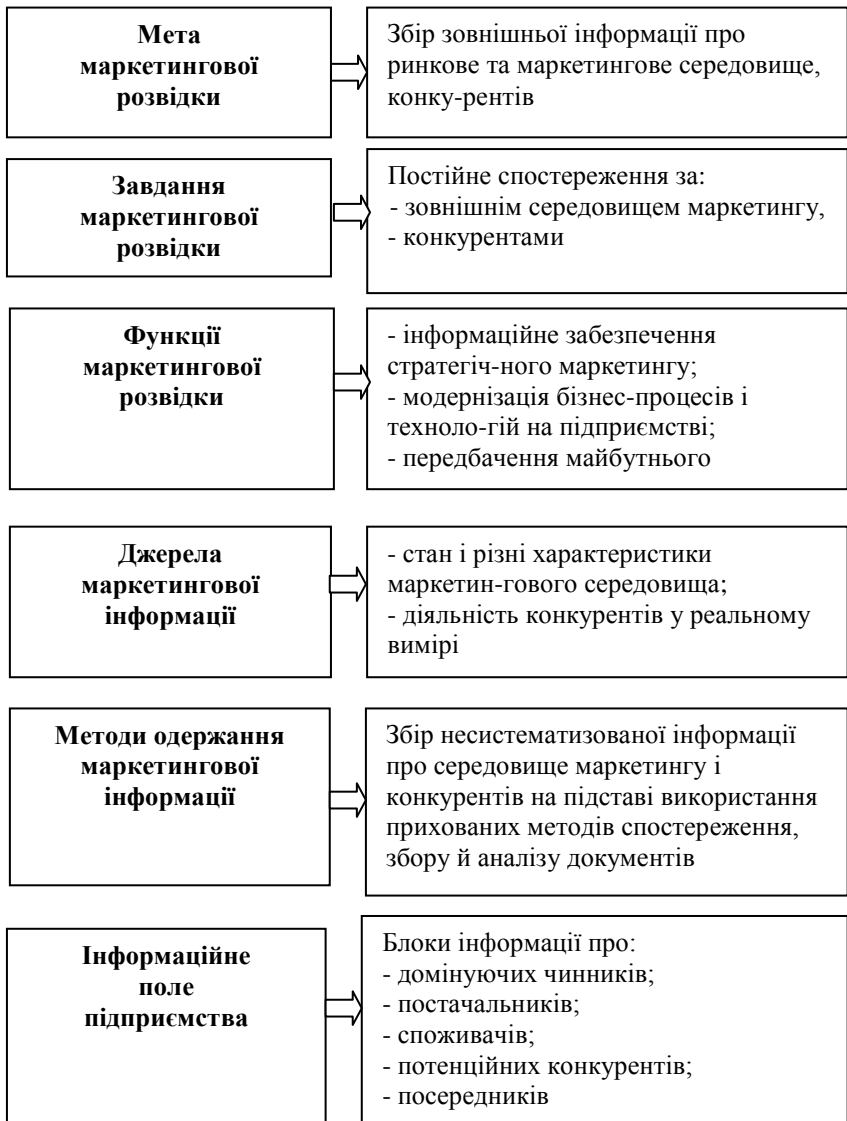 Мета
маркетингової
розвідки
Збір зовнішньої інформації про
ринкове та маркетингове середовище,
конку-рентів
Завдання
маркетингової
розвідки
Постійне спостереження за:
- зовнішнім середовищем маркетингу,
- конкурентами
Функції
маркетингової
розвідки
- інформаційне забезпечення
стратегіч-ного маркетингу;
- модернізація бізнес-процесів і
техноло-гій на підприємстві;
- передбачення майбутнього
Джерела
маркетингової
інформації
- стан і різні характеристики
маркетин-гового середовища;
- діяльність конкурентів у реальному
вимірі
Методи одержання
маркетингової
інформації
Збір несистематизованої інформації
про середовище маркетингу і
конкурентів на підставі використання
прихованих методів спостереження,
збору й аналізу документів
Інформаційне
поле
підприємства
Блоки інформації про:
- домінуючих чинників;
- постачальників;
- споживачів;
- потенційних конкурентів;
- посередників